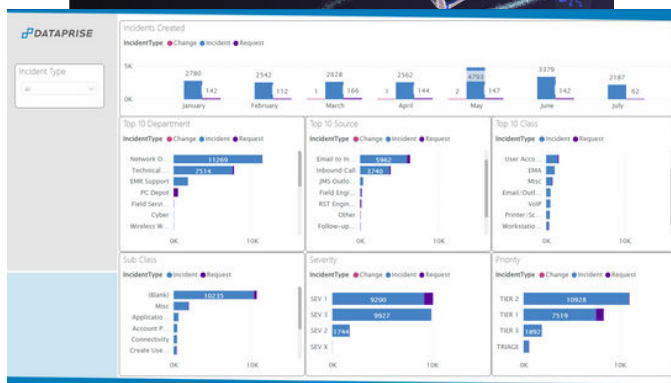 DATAPRISE
Incident Type
All
Incidents Created
IncidentType Change Incident Request
5K
0K
2780 142
2542 112
1 2828 166
1 2562 144
2 4793 147
3379 142
2187 62
January February March April May June July
Top 10 Department
IncidentType Change Incident Request
Network O... 11269
Technical ... 7514
EMR Support
PC Depot
Field Servi...
Cyber
Wireless W...
0K 10K
Top 10 Source
IncidentType Change Incident Request
Email to In... 5962
Inbound Call 3740
JMS Outlo...
Field Engi...
RST Engin...
Other
Follow-up...
0K 10K
Top 10 Class
IncidentType Change Incident Request
User Acco...
EMA
Misc
Email/Outl...
VoIP
Printer/Sc...
Workstatio...
0K 10K
Sub Class
IncidentType Incident Request
(Blank) 10235
Misc
Applicatio...
Account P...
Connectivity
Create Use...
0K 10K
Severity
IncidentType Change Incident Request
SEV 1 9290
SEV 3 9927
SEV 2 1744
SEV X
0K 10K
Priority
IncidentType Change Incident Request
TIER 2 10928
TIER 1 7519
TIER 3 1892
TRIAGE
0K 10K